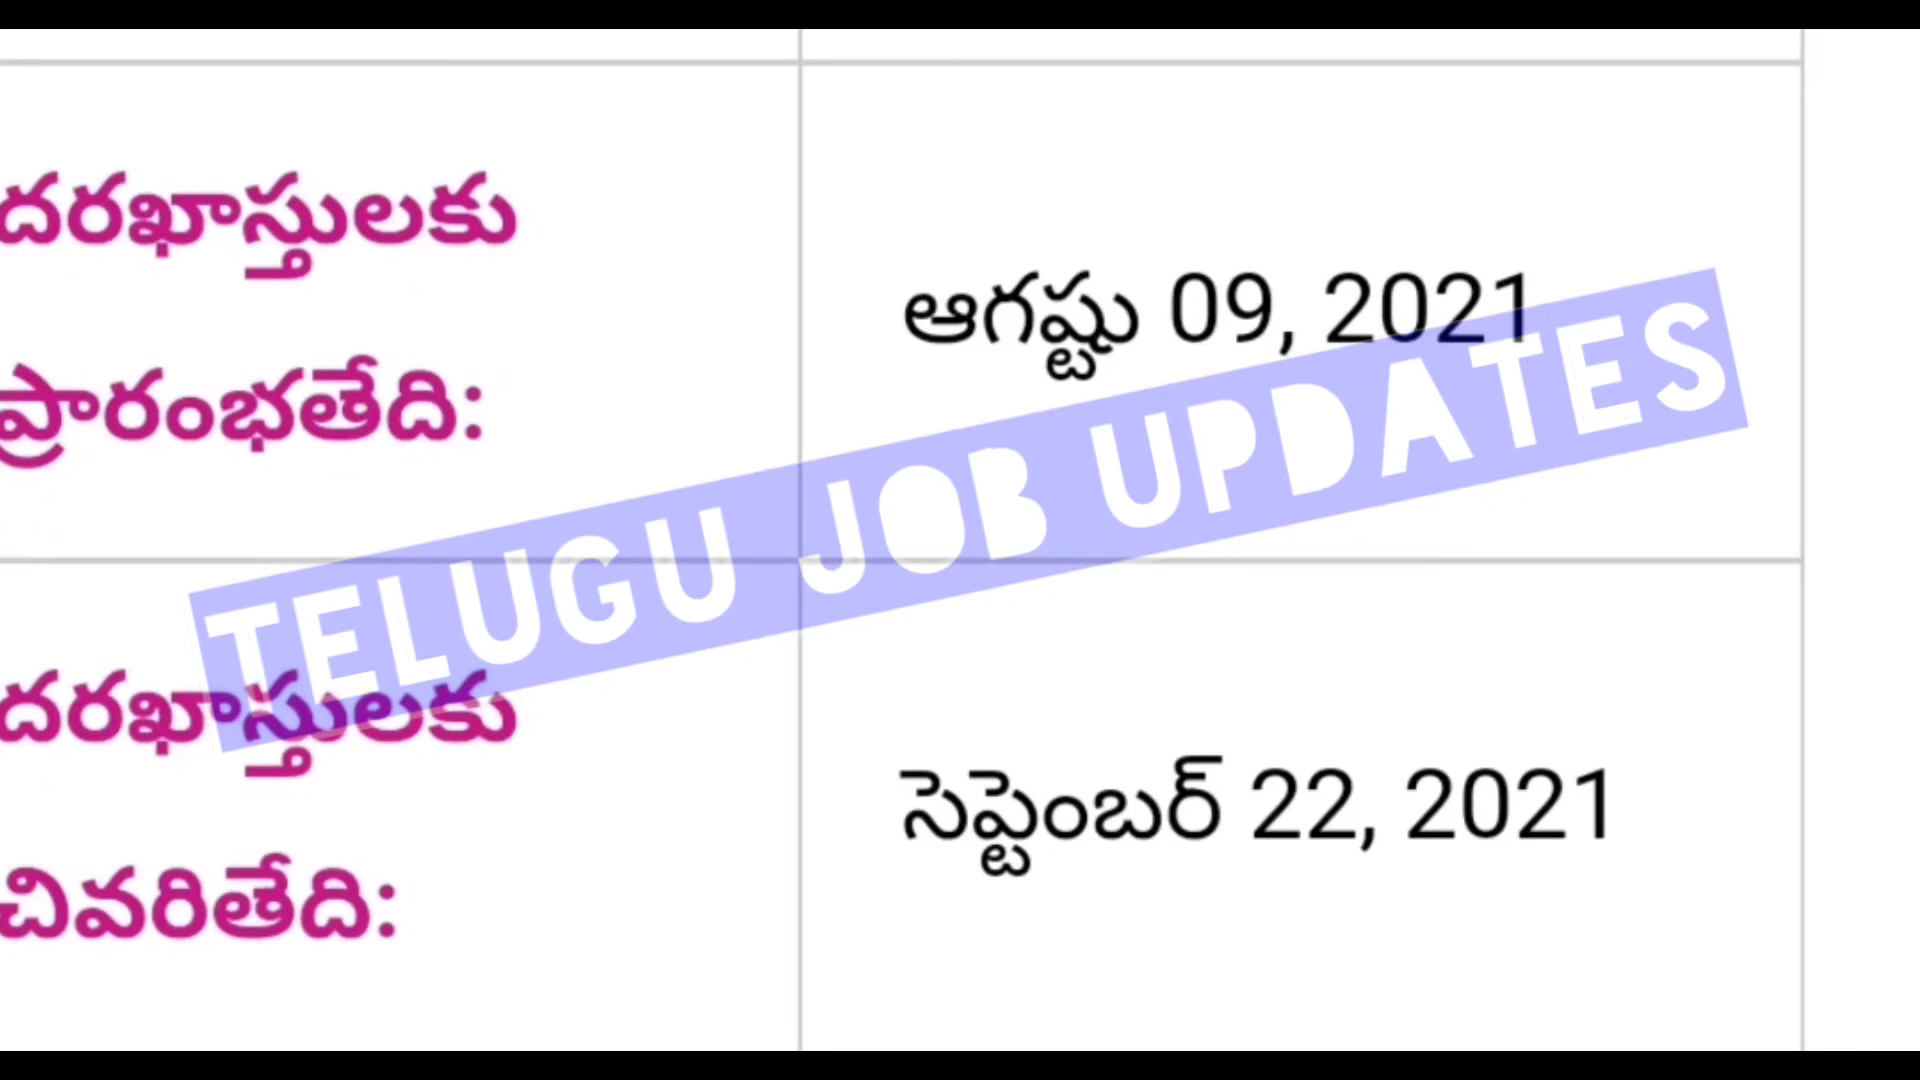 దరఖాస్తులకు
ప్రారంభతేది:
ఆగష్టు 09, 2021
TELUGU JOB UPDATES
దరఖాస్తులకు
చివరితేది:
సెప్టెంబర్ 22, 2021